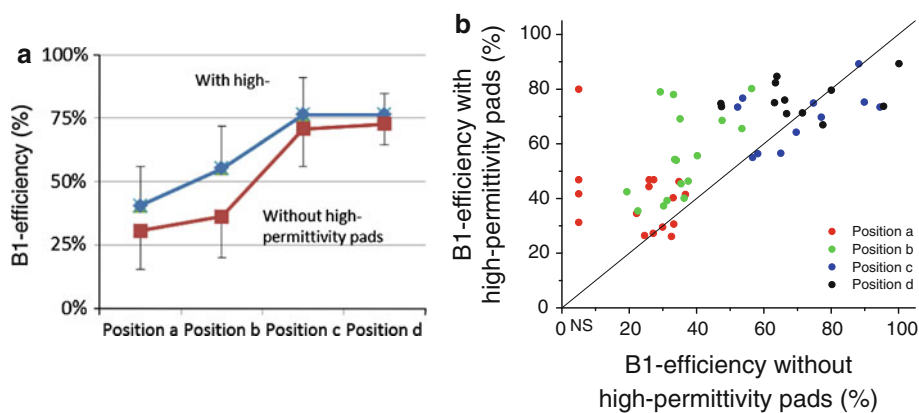 a
100%
75%
50%
25%
0%
B1-efficiency (%)
With high-
Without high-
permittivity pads
Position a Position b Position c Position d
b
B1-efficiency with
high-permittivity pads (%)
100
80
60
40
20
0
0 NS 20 40 60 80 100
Position a
Position b
Position c
Position d
B1-efficiency without
high-permittivity pads (%)